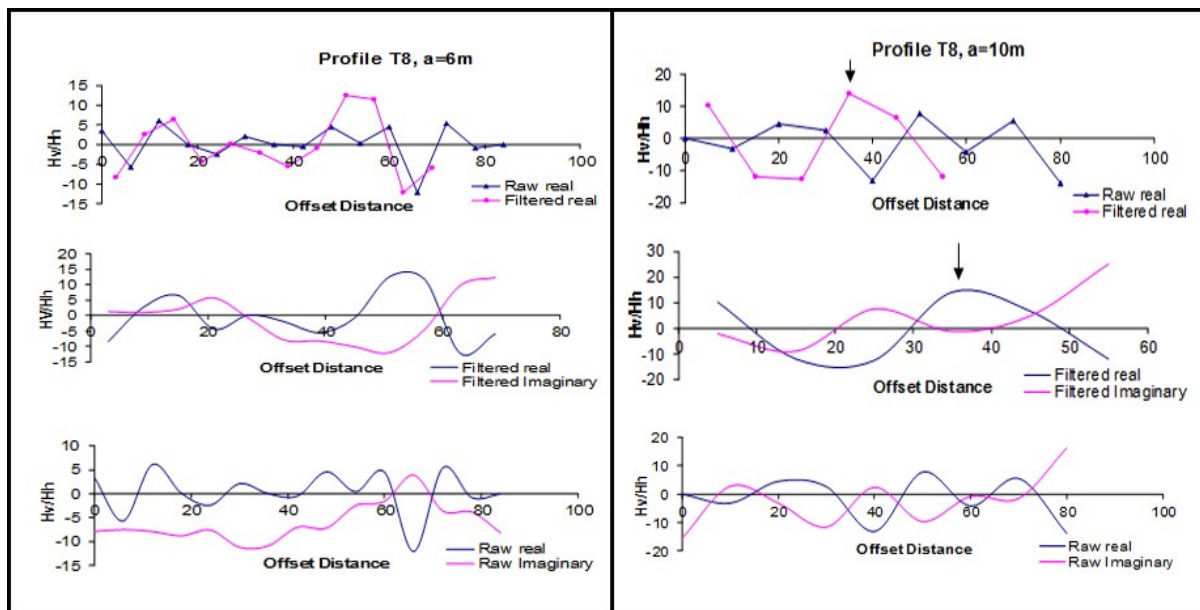 Profile T8, a=6m
15
10
5
0
-5
-10
-15
Hv/Hh
0 20 40 60 80 100
Raw real
Filtered real
Offset Distance
20
15
10
5
0
-5
-10
-15
HV/Hh
0 20 40 60 80
Offset Distance
Filtered real
Filtered Imaginary
10
5
0
-5
-10
-15
Hv/Hh
0 20 40 60 80 100
Offset Distance
Raw real
Raw Imaginary
Profile T8, a=10m
20
10
0
-10
-20
Hv/Hh
0 20 40 60 80 100
Offset Distance
Raw real
Filtered real
30
20
10
0
-10
-20
Hv/Hh
0 10 20 30 40 50 60
Offset Distance
Filtered real
Filtered Imaginary
20
10
0
-10
-20
Hv/Hh
0 20 40 60 80 100
Offset Distance
Raw real
Raw Imaginary